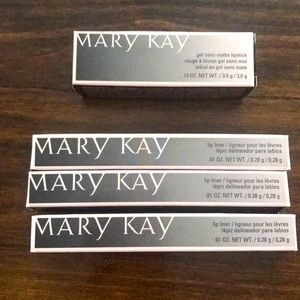 MARY KAY
gel semi-matte lipstick
rouge à lèvres gel semi-mat
labial en gel semi mate
.13 OZ. NET WT. / 3,6 g / 3.6 g
MARY KAY
lip liner / ligneur pour les lèvres
lápiz delineador para labios
.01 OZ. NET WT. / 0,28 g / 0.28 g
MARY KAY
lip liner / ligneur pour les lèvres
lápiz delineador para labios
.01 OZ. NET WT. / 0,28 g / 0.28 g
MARY KAY
lip liner / ligneur pour les lèvres
lápiz delineador para labios
.01 OZ. NET WT. / 0,28 g / 0.28 g